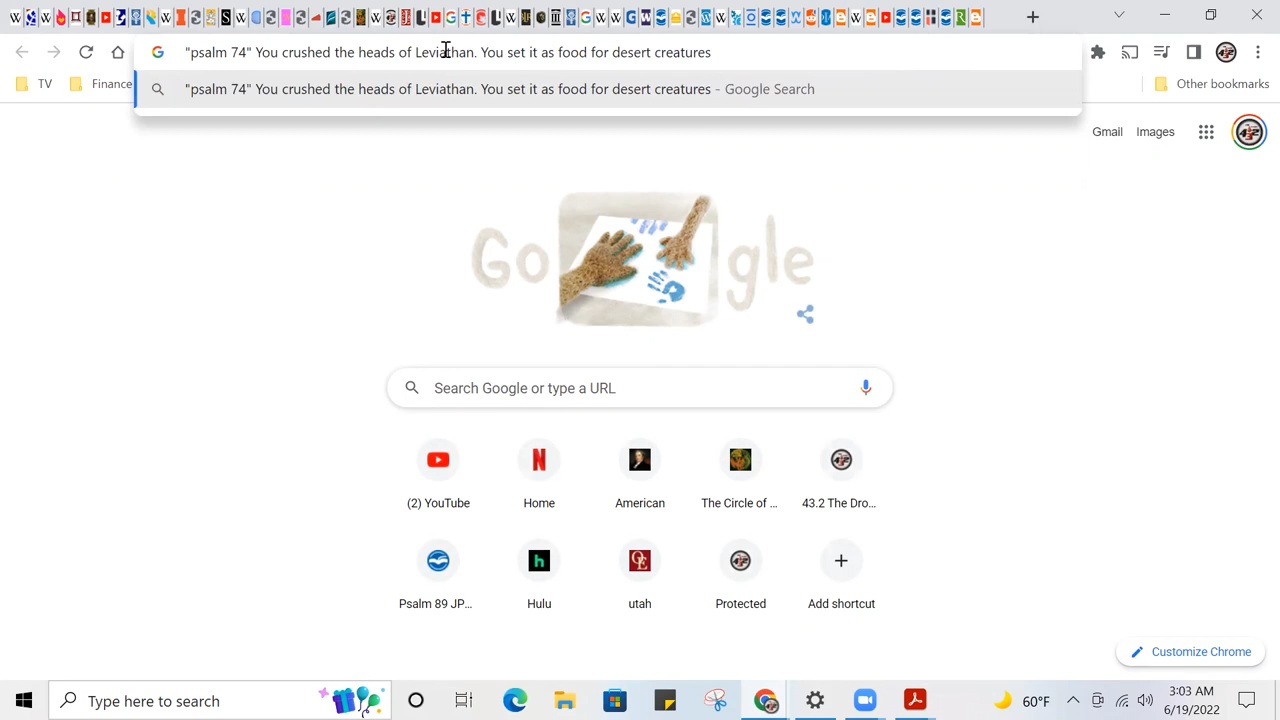 "psalm 74" You crushed the heads of Leviathan. You set it as food for desert creatures
"psalm 74" You crushed the heads of Leviathan. You set it as food for desert creatures - Google Search
TV
Finance
Other bookmarks
Gmail
Images
Go gle
Search Google or type a URL
(2) YouTube
Home
American
The Circle of ...
43.2 The Dro...
Psalm 89 JP...
Hulu
utah
Protected
Add shortcut
Customize Chrome
Type here to search
60°F
3:03 AM
6/19/2022